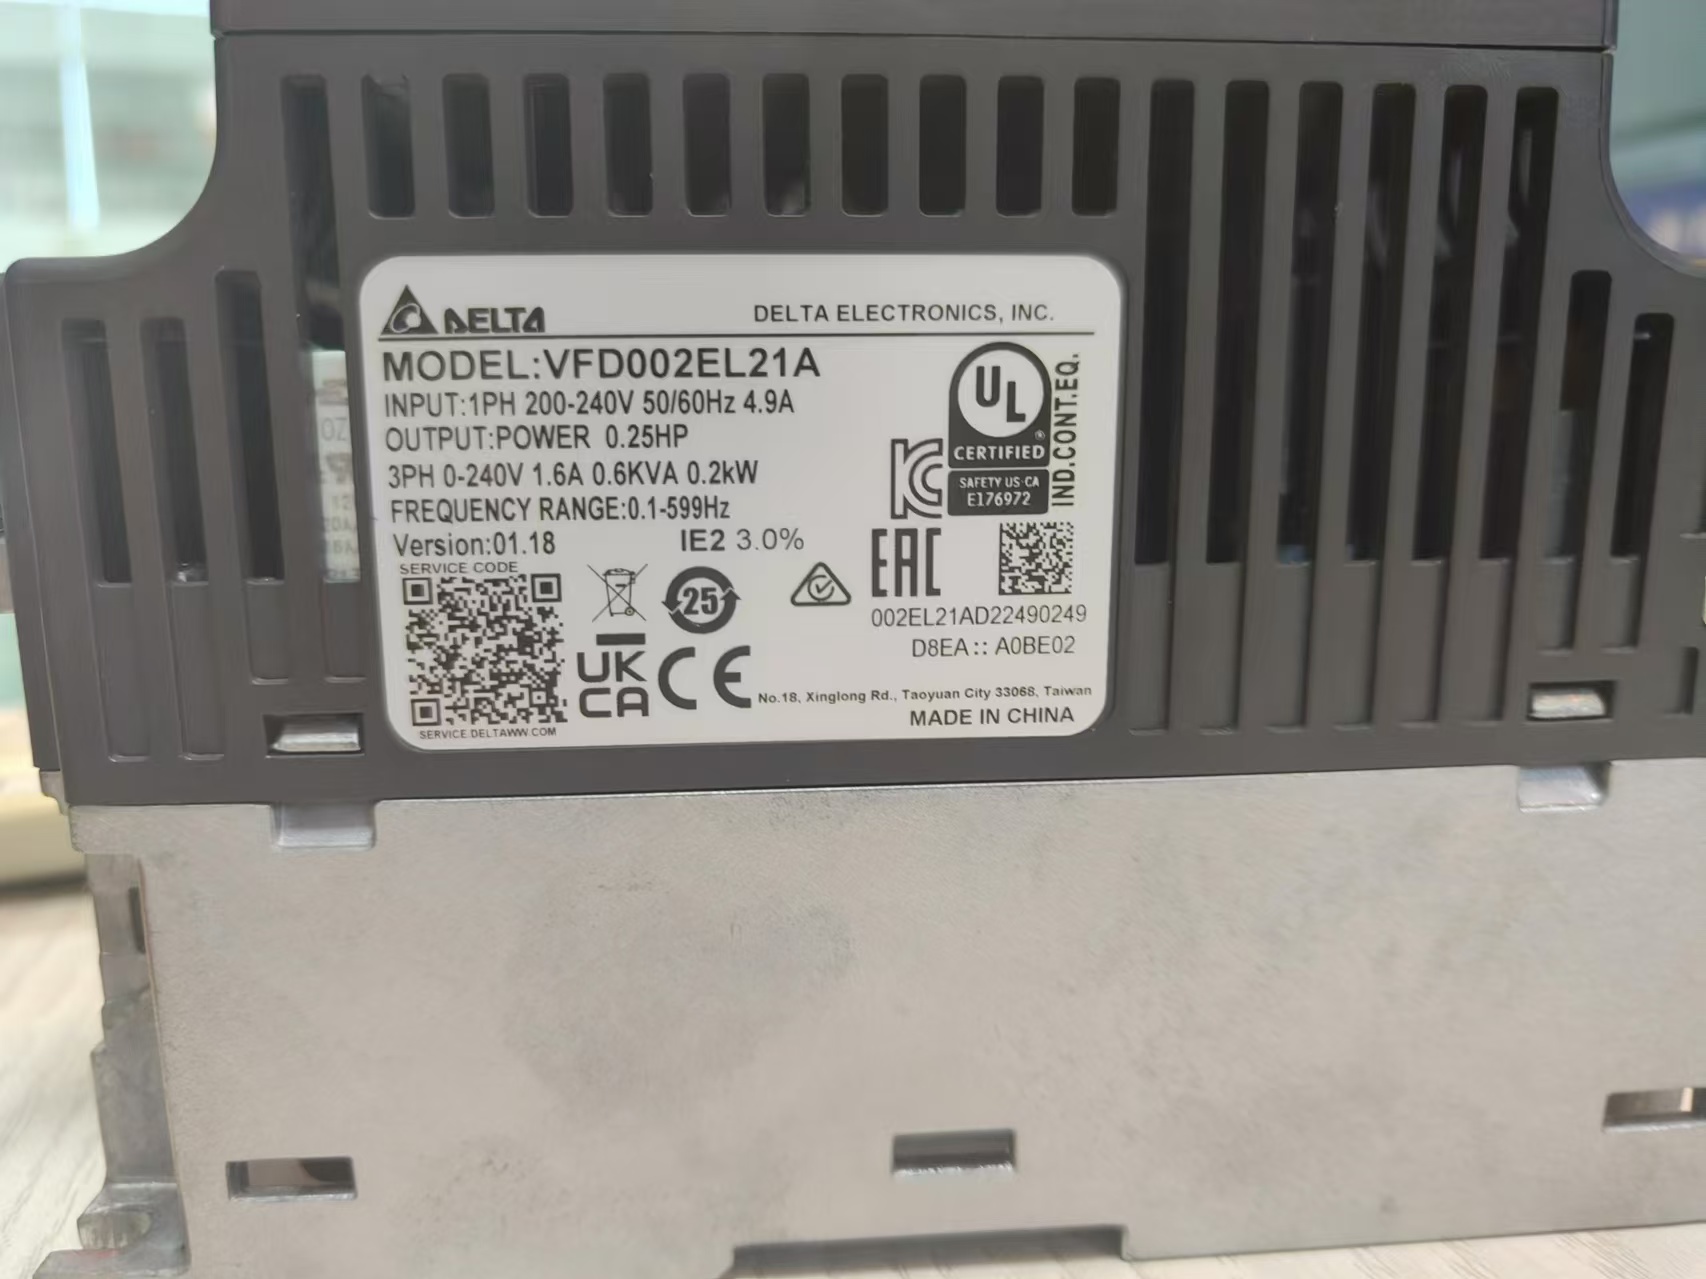 DELTA
DELTA ELECTRONICS, INC.
MODEL:VFD002EL21A
INPUT:1PH 200-240V 50/60Hz 4.9A
OUTPUT:POWER 0.25HP
3PH 0-240V 1.6A 0.6KVA 0.2kW
FREQUENCY RANGE:0.1-599Hz
Version:01.18
IE2 3.0%
SERVICE CODE
SERVICE.DELTAWW.COM
25
UK
CA
CE
UL
®
CERTIFIED
SAFETY US-CA
E176972
IND.CONT.EQ.
KC
EAC
002EL21AD22490249
D8EA:: A0BE02
No.18, Xinglong Rd., Taoyuan City 33068, Taiwan
MADE IN CHINA